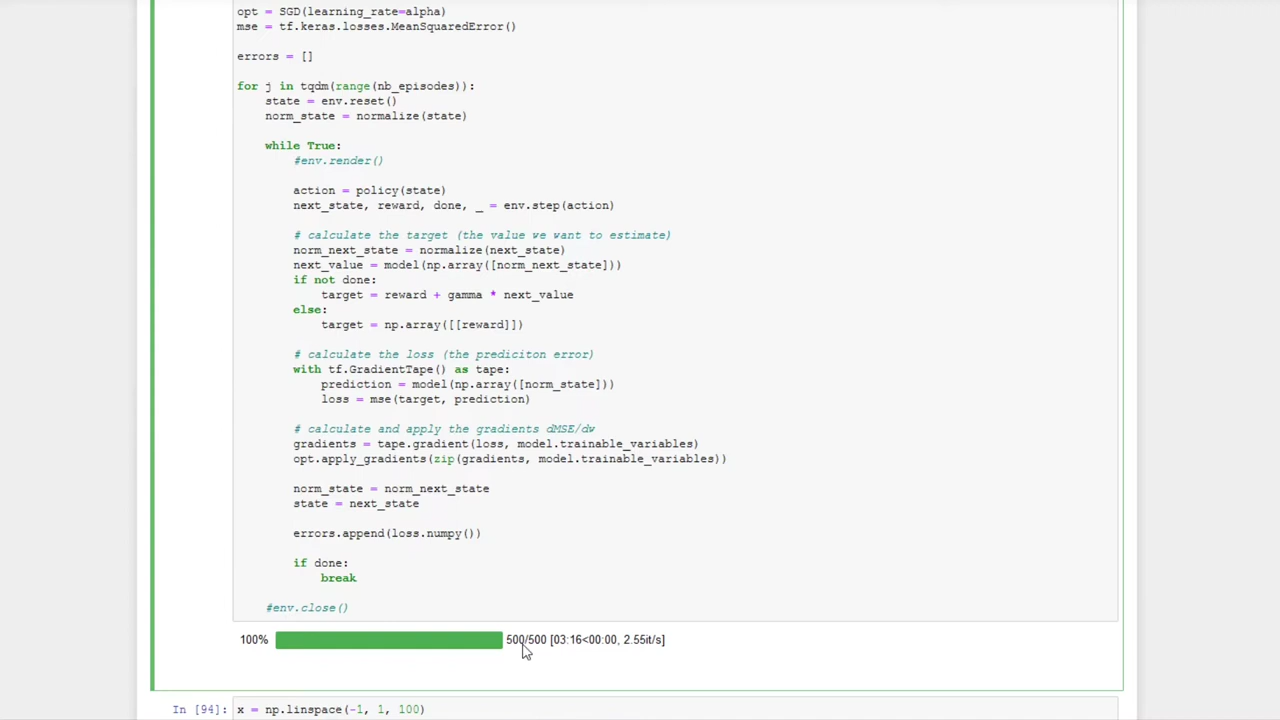 opt = SGD(learning_rate=alpha)
mse = tf.keras.losses.MeanSquaredError()
errors = []
for j in tqdm(range(nb_episodes)):
    state = env.reset()
    norm_state = normalize(state)
    while True:
        #env.render()
        action = policy(state)
        next_state, reward, done, _ = env.step(action)
        # calculate the target (the value we want to estimate)
        norm_next_state = normalize(next_state)
        next_value = model(np.array([norm_next_state]))
        if not done:
            target = reward + gamma * next_value
        else:
            target = np.array([[reward]])
        # calculate the loss (the prediciton error)
        with tf.GradientTape() as tape:
            prediction = model(np.array([norm_state]))
            loss = mse(target, prediction)
        # calculate and apply the gradients dMSE/dw
        gradients = tape.gradient(loss, model.trainable_variables)
        opt.apply_gradients(zip(gradients, model.trainable_variables))
        norm_state = norm_next_state
        state = next_state
        errors.append(loss.numpy())
        if done:
            break
    #env.close()
100% 500/500 [03:16<00:00, 2.55it/s]
In [94]: x = np.linspace(-1, 1, 100)